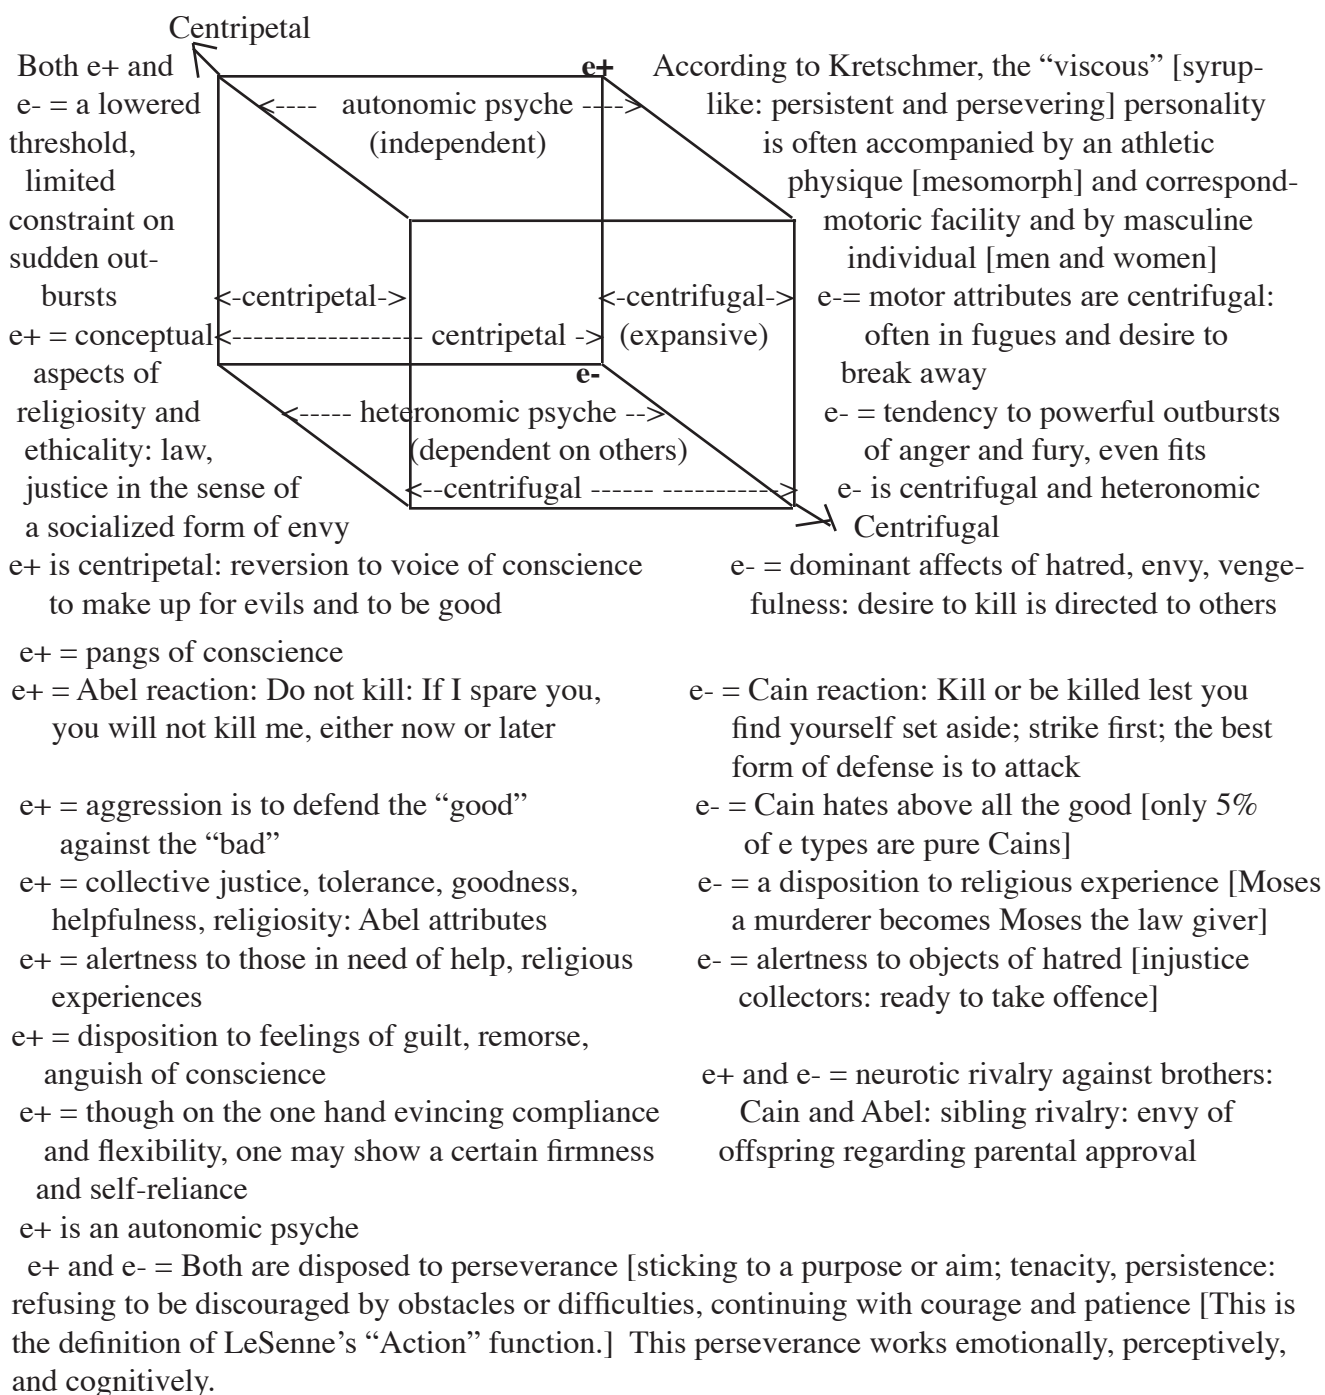 Centripetal
Both e+ and
e- = a lowered
threshold,
limited
constraint on
sudden out-
bursts
e+ = conceptual
aspects of
religiosity and
ethicality: law,
justice in the sense of
a socialized form of envy
e+ is centripetal: reversion to voice of conscience
to make up for evils and to be good
e+
<---- autonomic psyche ---->
(independent)
<-centripetal->
<-centrifugal->
<------------------ centripetal ->
(expansive)
e-
<----- heteronomic psyche -->
(dependent on others)
<--centrifugal ------ ----------->
According to Kretschmer, the “viscous” [syrup-
like: persistent and persevering] personality
is often accompanied by an athletic
physique [mesomorph] and correspond-
motoric facility and by masculine
individual [men and women]
e-= motor attributes are centrifugal:
often in fugues and desire to
break away
e- = tendency to powerful outbursts
of anger and fury, even fits
e- is centrifugal and heteronomic
Centrifugal
e- = dominant affects of hatred, envy, venge-
fulness: desire to kill is directed to others
e+ = pangs of conscience
e+ = Abel reaction: Do not kill: If I spare you,
you will not kill me, either now or later
e+ = aggression is to defend the “good”
against the “bad”
e+ = collective justice, tolerance, goodness,
helpfulness, religiosity: Abel attributes
e+ = alertness to those in need of help, religious
experiences
e+ = disposition to feelings of guilt, remorse,
anguish of conscience
e+ = though on the one hand evincing compliance
and flexibility, one may show a certain firmness
and self-reliance
e+ is an autonomic psyche
e- = Cain reaction: Kill or be killed lest you
find yourself set aside; strike first; the best
form of defense is to attack
e- = Cain hates above all the good [only 5%
of e types are pure Cains]
e- = a disposition to religious experience [Moses
a murderer becomes Moses the law giver]
e- = alertness to objects of hatred [injustice
collectors: ready to take offence]
e+ and e- = neurotic rivalry against brothers:
Cain and Abel: sibling rivalry: envy of
offspring regarding parental approval
e+ and e- = Both are disposed to perseverance [sticking to a purpose or aim; tenacity, persistence:
refusing to be discouraged by obstacles or difficulties, continuing with courage and patience [This is
the definition of LeSenne’s “Action” function.]  This perseverance works emotionally, perceptively,
and cognitively.